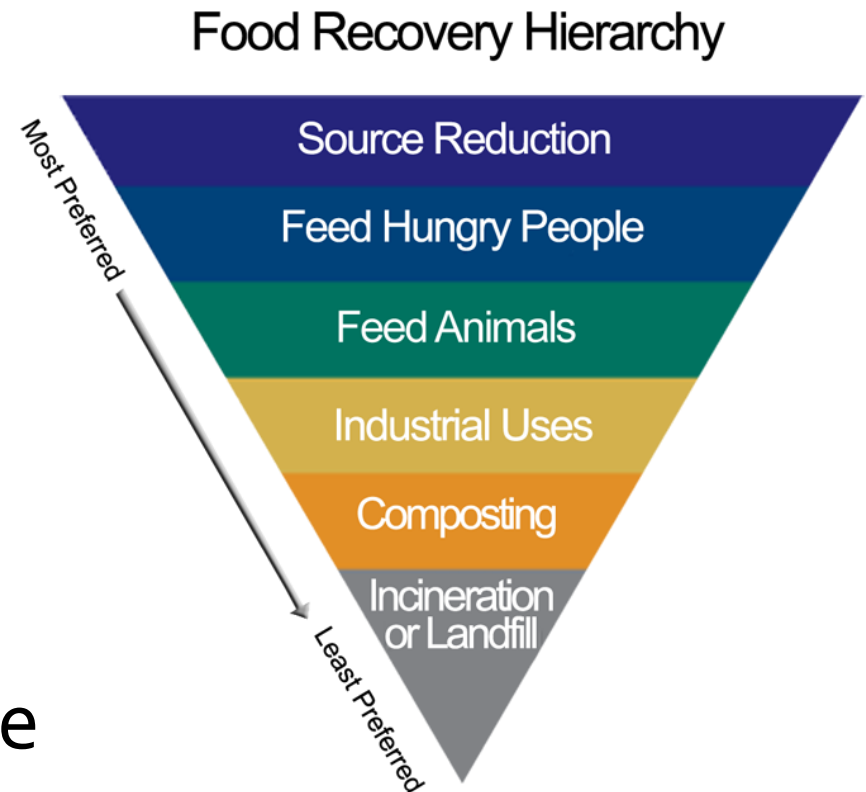 Food Recovery Hierarchy
Most Preferred
Source Reduction
Feed Hungry People
Feed Animals
Industrial Uses
Composting
Incineration
or Landfill
Least Preferred
e